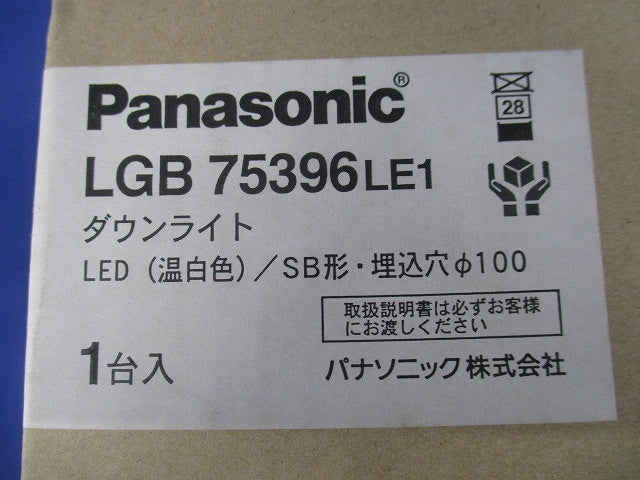 Panasonic®
28
LGB 75396LE1
ダウンライト
LED（温白色）／SB形・埋込穴φ100
取扱説明書は必ずお客様
にお渡しください
1台入
パナソニック株式会社